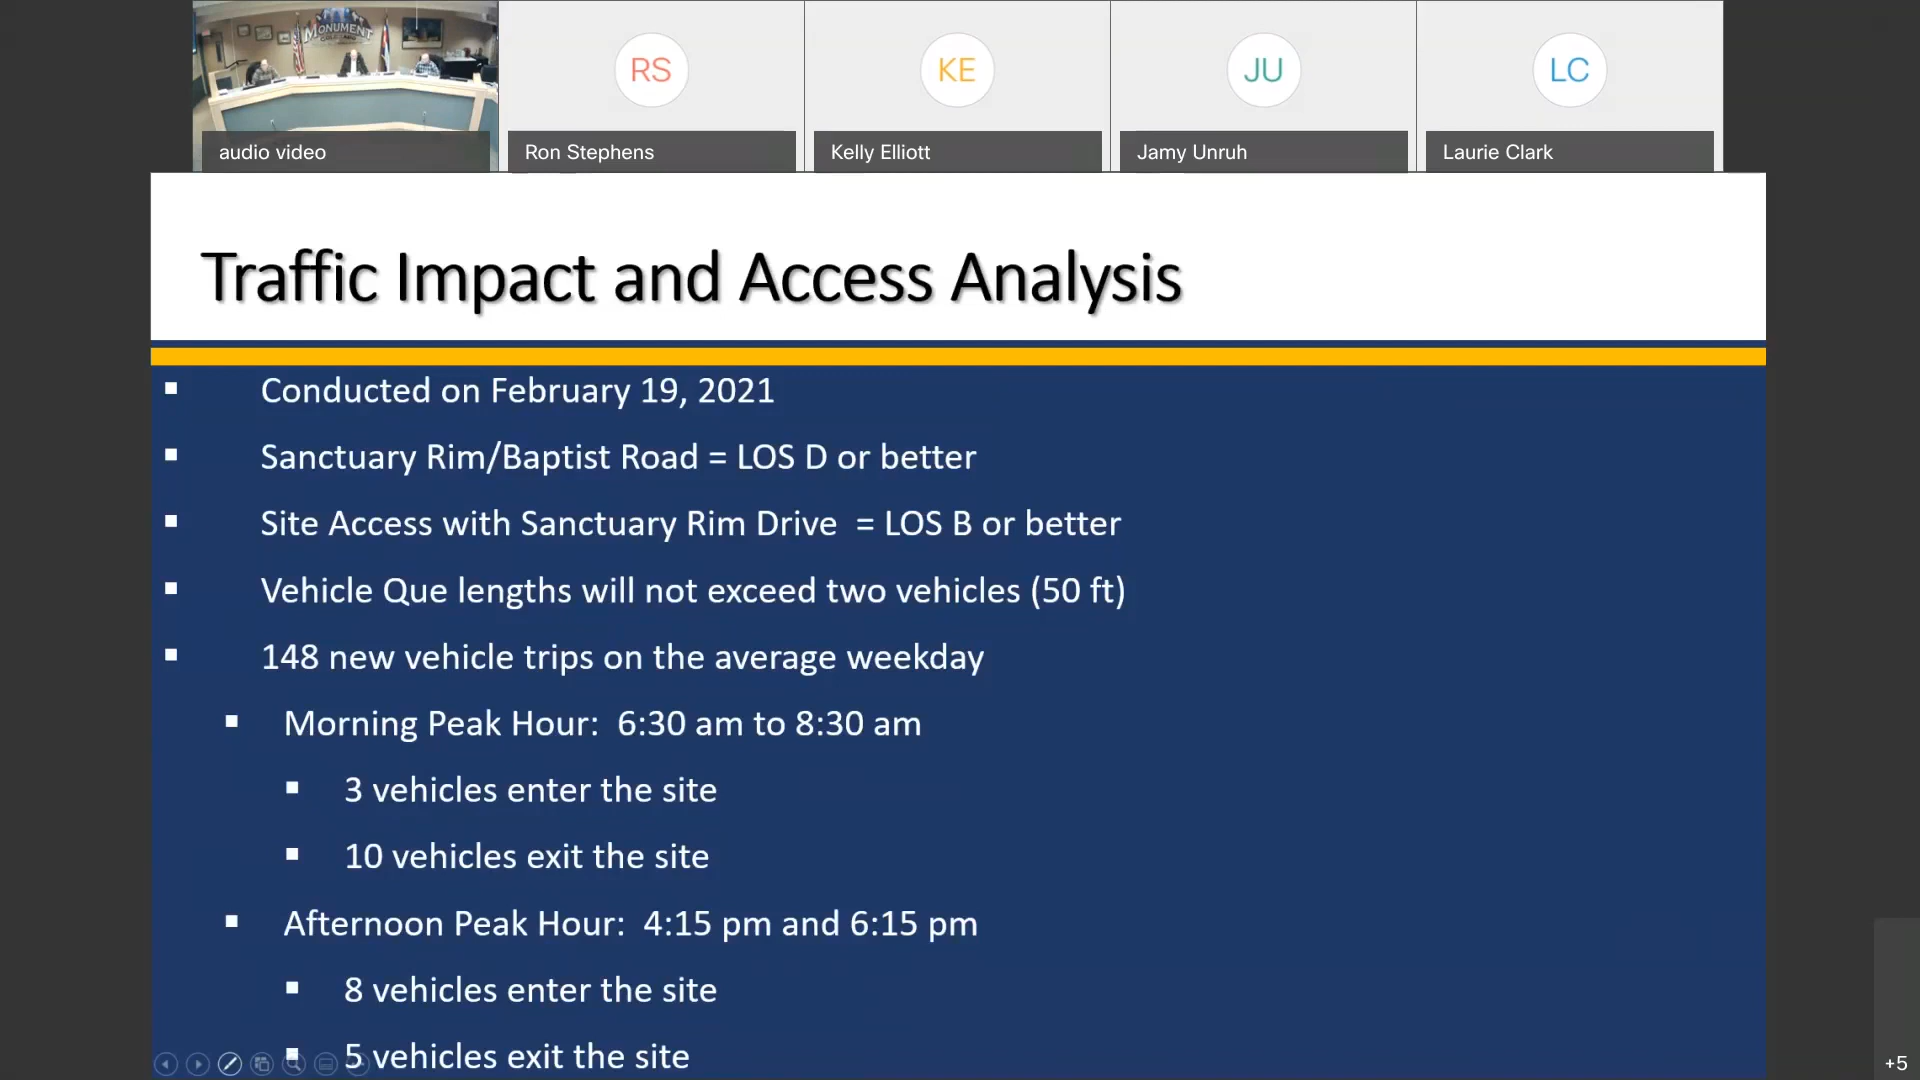 MONUMENT
RS
KE
JU
LC
audio video
Ron Stephens
Kelly Elliott
Jamy Unruh
Laurie Clark
Traffic Impact and Access Analysis
Conducted on February 19, 2021
Sanctuary Rim/Baptist Road = LOS D or better
Site Access with Sanctuary Rim Drive = LOS B or better
Vehicle Que lengths will not exceed two vehicles (50 ft)
148 new vehicle trips on the average weekday
Morning Peak Hour: 6:30 am to 8:30 am
3 vehicles enter the site
10 vehicles exit the site
Afternoon Peak Hour: 4:15 pm and 6:15 pm
8 vehicles enter the site
5 vehicles exit the site
+5